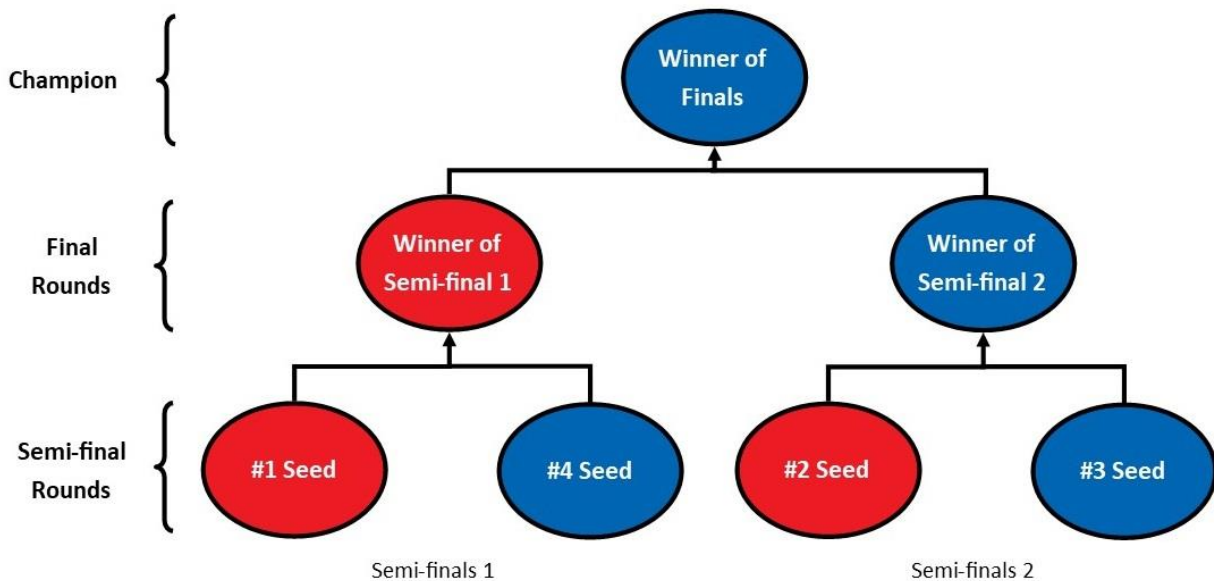 Champion
Winner of
Finals
Final
Rounds
Winner of
Semi-final 1
Winner of
Semi-final 2
Semi-final
Rounds
#1 Seed
#4 Seed
#2 Seed
#3 Seed
Semi-finals 1
Semi-finals 2